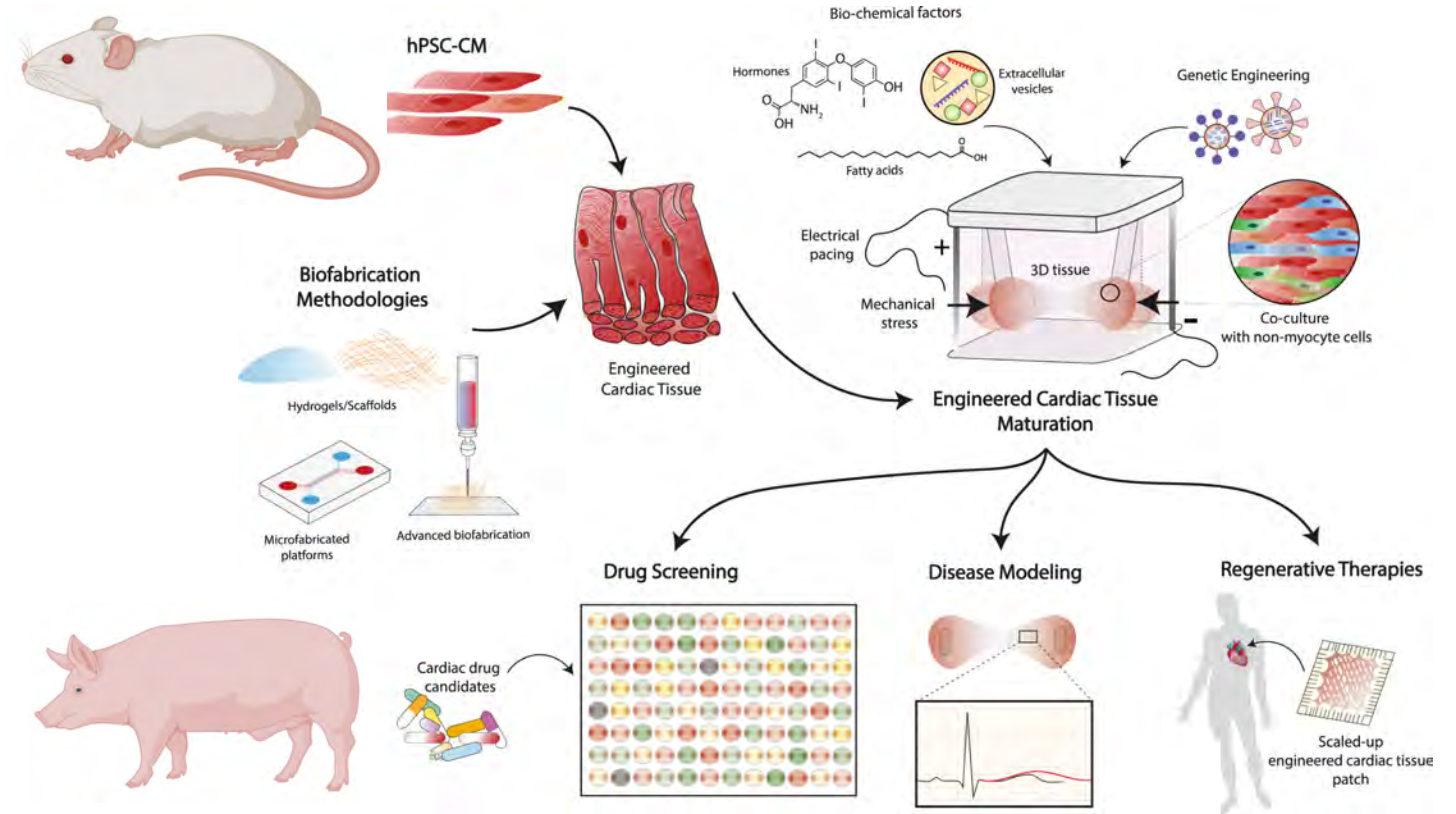 hPSC-CM
Bio-chemical factors
Hormones
I
O
I
I
OH
O
NH2
OH
Extracellular
vesicles
Genetic Engineering
O
OH
Fatty acids
Electrical
pacing
+
3D tissue
Mechanical
stress
-
Co-culture
with non-myocyte cells
Biofabrication
Methodologies
Hydrogels/Scaffolds
Microfabricated
platforms
Advanced biofabrication
Engineered
Cardiac Tissue
Engineered Cardiac Tissue
Maturation
Drug Screening
Cardiac drug
candidates
Disease Modeling
Regenerative Therapies
Scaled-up
engineered cardiac tissue
patch